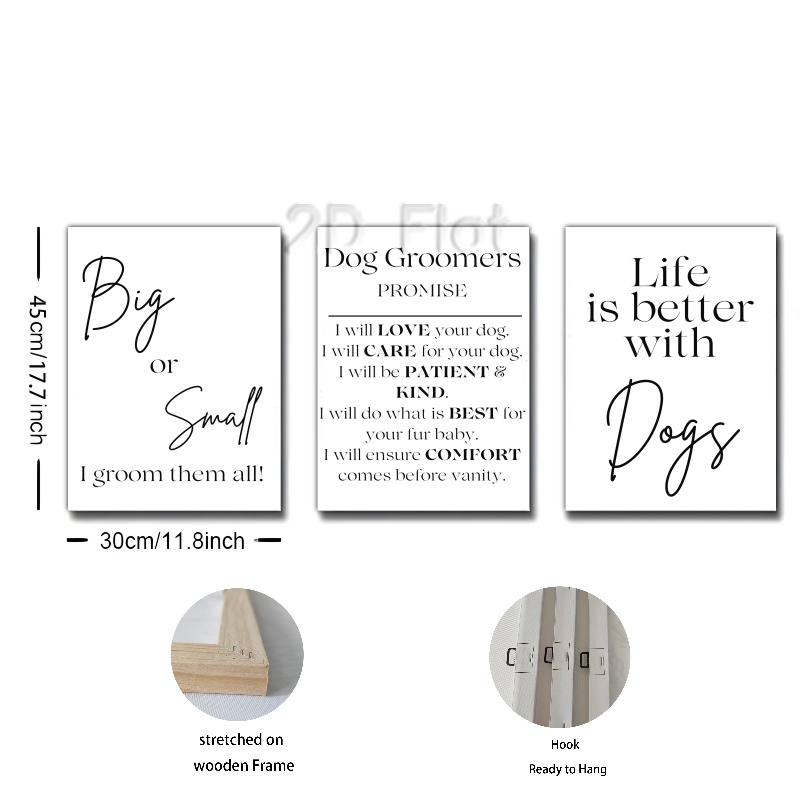 2D Flat
Big
or
Small
I groom them all!
Dog Groomers
PROMISE
I will LOVE your dog.
I will CARE for your dog.
I will be PATIENT &
KIND.
I will do what is BEST for
your fur baby.
I will ensure COMFORT
comes before vanity.
Life
is better
with
Dogs
45cm/17.7inch
30cm/11.8inch
stretched on
wooden Frame
Hook
Ready to Hang